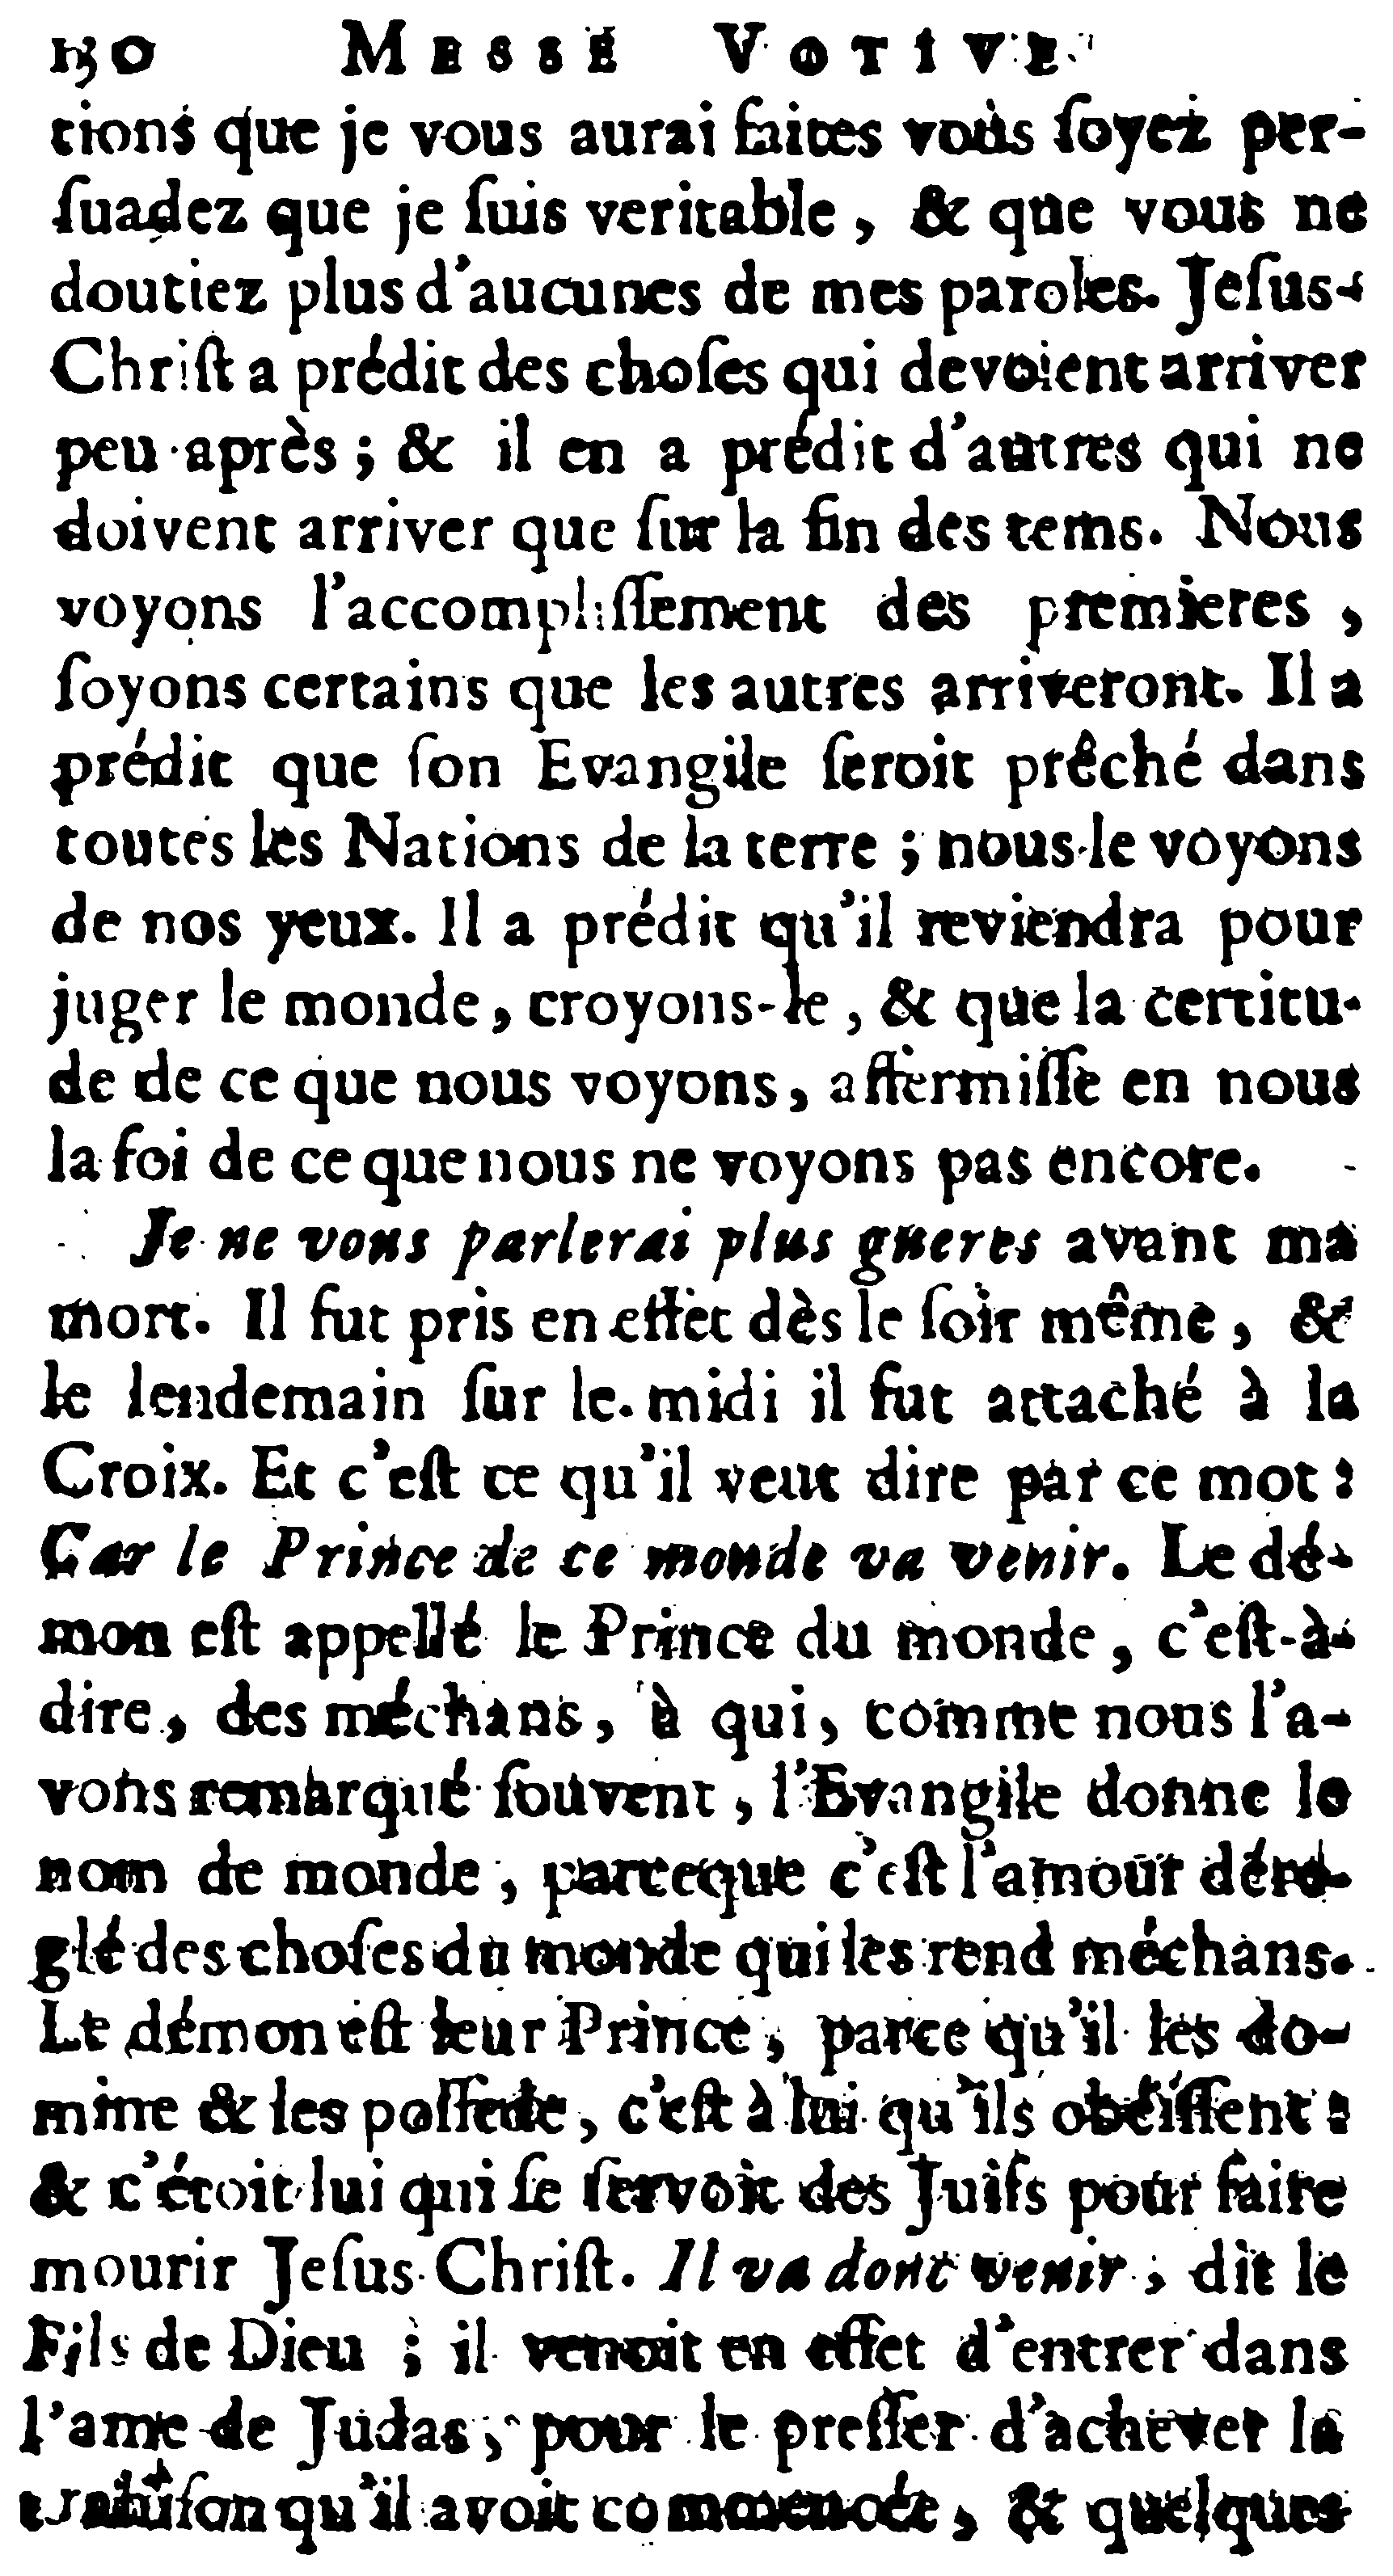 130 MESSE VOTIVE
tions que je vous aurai faites vous ſoyez per-
ſuadez que je ſuis veritable, & que vous ne
doutiez plus d'aucunes de mes paroles. Jeſus-
Chriſt a prédit des choſes qui devoient arriver
peu après; & il en a prédit d'autres qui ne
doivent arriver que ſur la fin des tems. Nous
voyons l'accompliſſement des premieres,
ſoyons certains que les autres arriveront. Il a
prédit que ſon Evangile ſeroit prêché dans
toutes les Nations de la terre; nous le voyons
de nos yeux. Il a prédit qu'il reviendra pour
juger le monde, croyons-le, & que la certitu-
de de ce que nous voyons, affermiſſe en nous
la foi de ce que nous ne voyons pas encore.
Je ne vous parlerai plus gueres avant ma
mort. Il fut pris en effet dès le ſoir même, &
le lendemain ſur le midi il fut attaché à la
Croix. Et c'eſt ce qu'il veut dire par ce mot:
Car le Prince de ce monde va venir. Le dé-
mon eſt appellé le Prince du monde, c'eſt-à-
dire, des méchans, à qui, comme nous l'a-
vons remarqué ſouvent, l'Evangile donne le
nom de monde, parceque c'eſt l'amour déré-
glé des choſes du monde qui les rend méchans.
Le démon eſt leur Prince, parce qu'il les do-
mine & les poſſede, c'eſt à lui qu'ils obéiſſent:
& c'étoit lui qui ſe ſervoit des Juifs pour faire
mourir Jeſus-Chriſt. Il va donc venir, dit le
Fils de Dieu; il venoit en effet d'entrer dans
l'ame de Judas, pour le preſſer d'achever la
trahiſon qu'il avoit commencée, & quelques